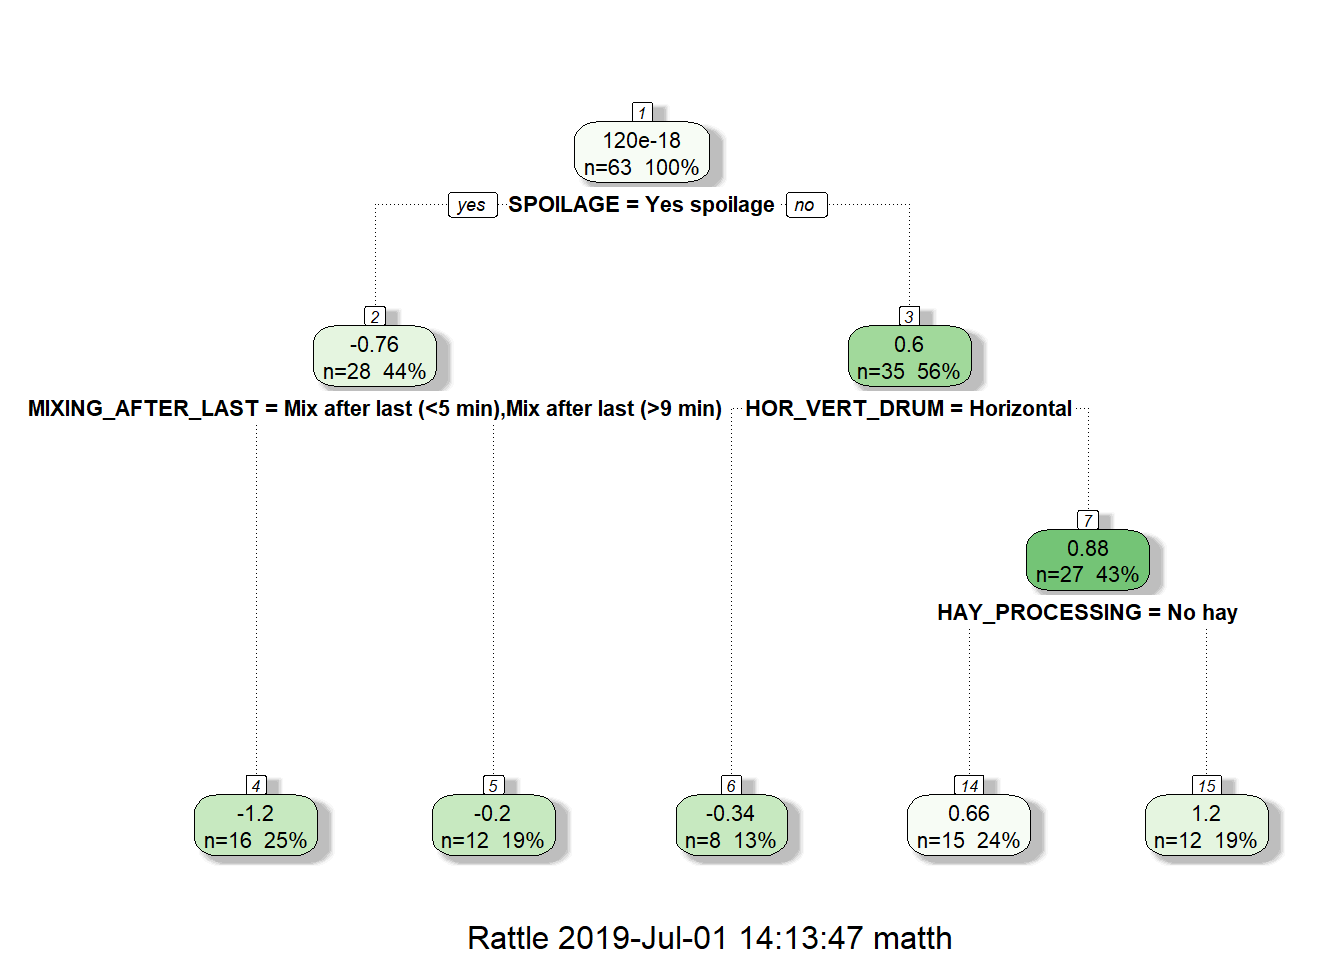 1
120e-18
n=63 100%
yes SPOILAGE = Yes spoilage no
2
-0.76
n=28 44%
3
0.6
n=35 56%
MIXING_AFTER_LAST = Mix after last (<5 min),Mix after last (>9 min)
HOR_VERT_DRUM = Horizontal
7
0.88
n=27 43%
HAY_PROCESSING = No hay
4
-1.2
n=16 25%
5
-0.2
n=12 19%
6
-0.34
n=8 13%
14
0.66
n=15 24%
15
1.2
n=12 19%
Rattle 2019-Jul-01 14:13:47 matth